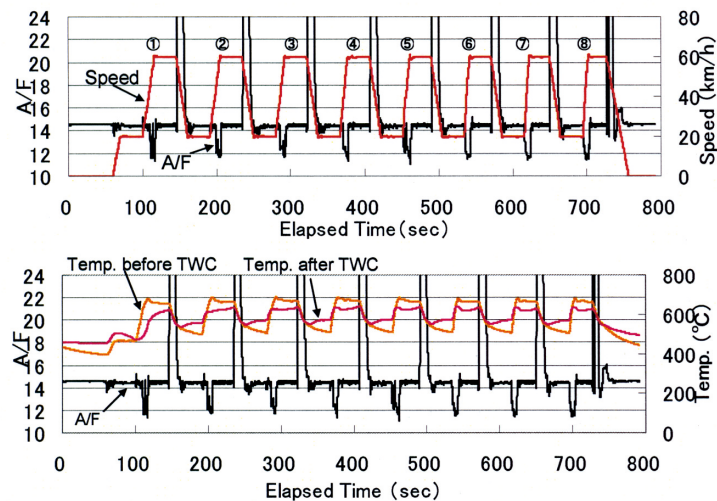 24
22
20
18
16
14
12
10
A/F
① ② ③ ④ ⑤ ⑥ ⑦ ⑧
Speed
A/F
80
60
40
20
0
Speed (km/h)
0 100 200 300 400 500 600 700 800
Elapsed Time (sec)
Temp. before TWC
Temp. after TWC
24
22
20
18
16
14
12
10
A/F
A/F
800
600
400
200
0
Temp. (°C)
0 100 200 300 400 500 600 700 800
Elapsed Time (sec)